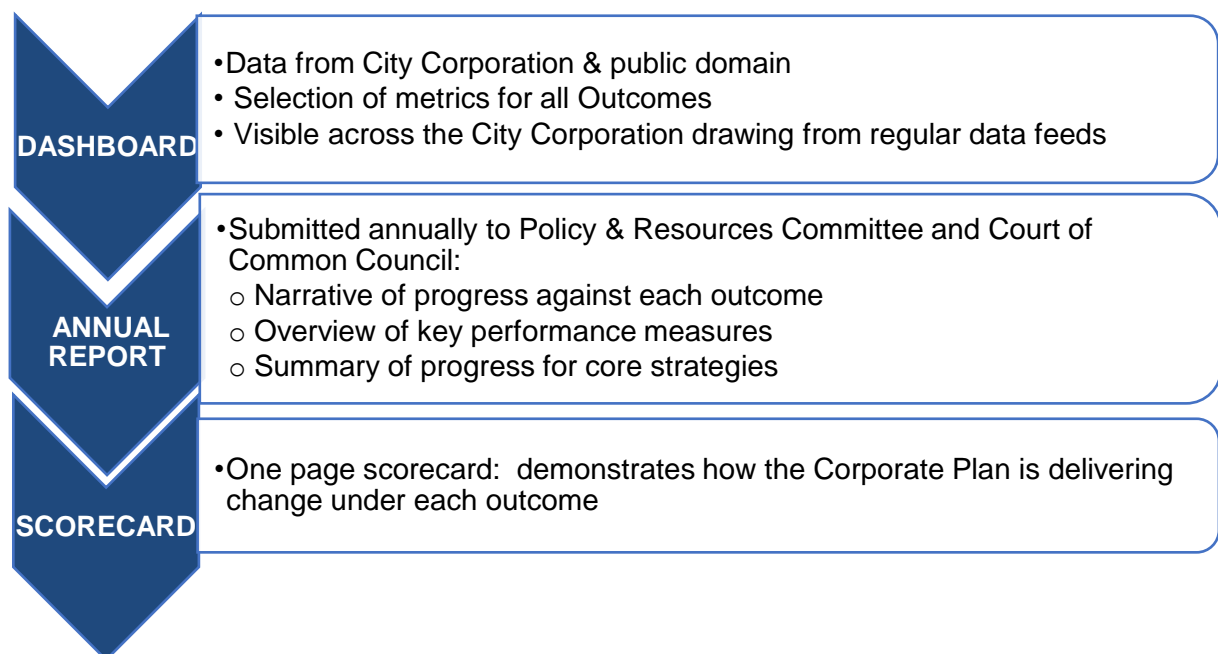 DASHBOARD
•Data from City Corporation & public domain
• Selection of metrics for all Outcomes
• Visible across the City Corporation drawing from regular data feeds
ANNUAL
REPORT
•Submitted annually to Policy & Resources Committee and Court of
Common Council:
o Narrative of progress against each outcome
o Overview of key performance measures
o Summary of progress for core strategies
SCORECARD
•One page scorecard: demonstrates how the Corporate Plan is delivering
change under each outcome